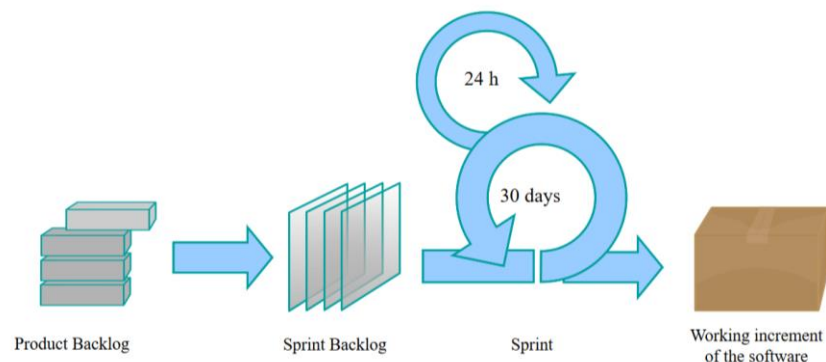 24 h
30 days
Product Backlog
Sprint Backlog
Sprint
Working increment
of the software